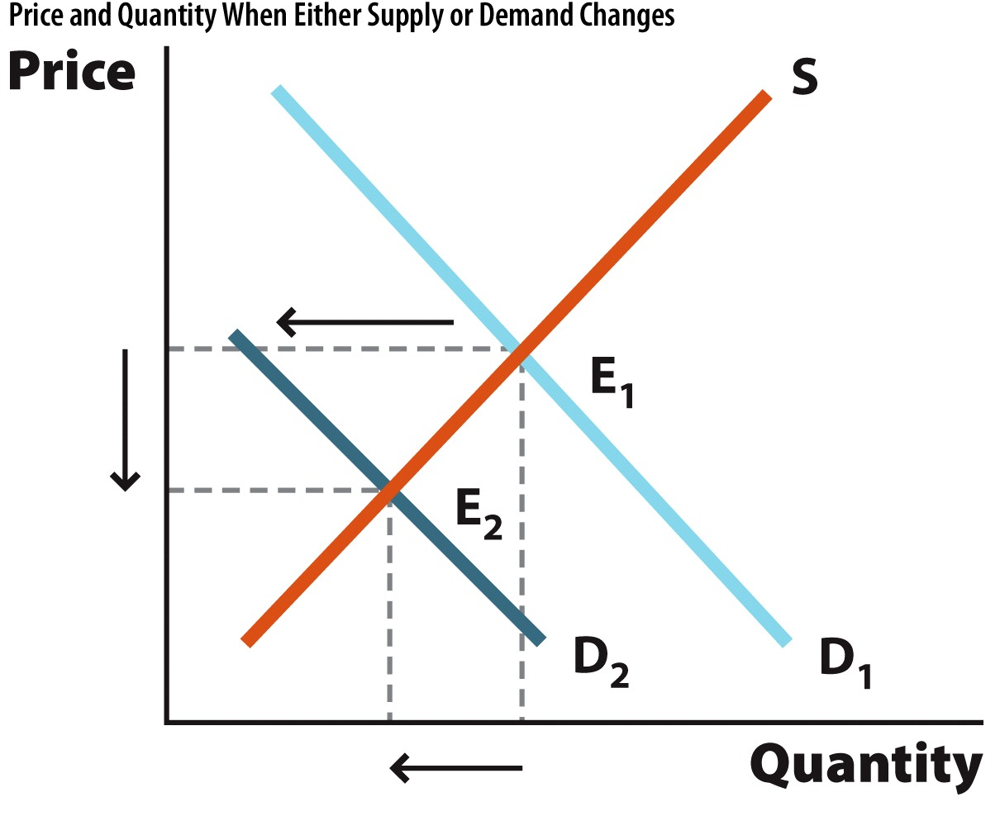 Price and Quantity When Either Supply or Demand Changes
Price
S
E₁
E₂
D₂
D₁
Quantity